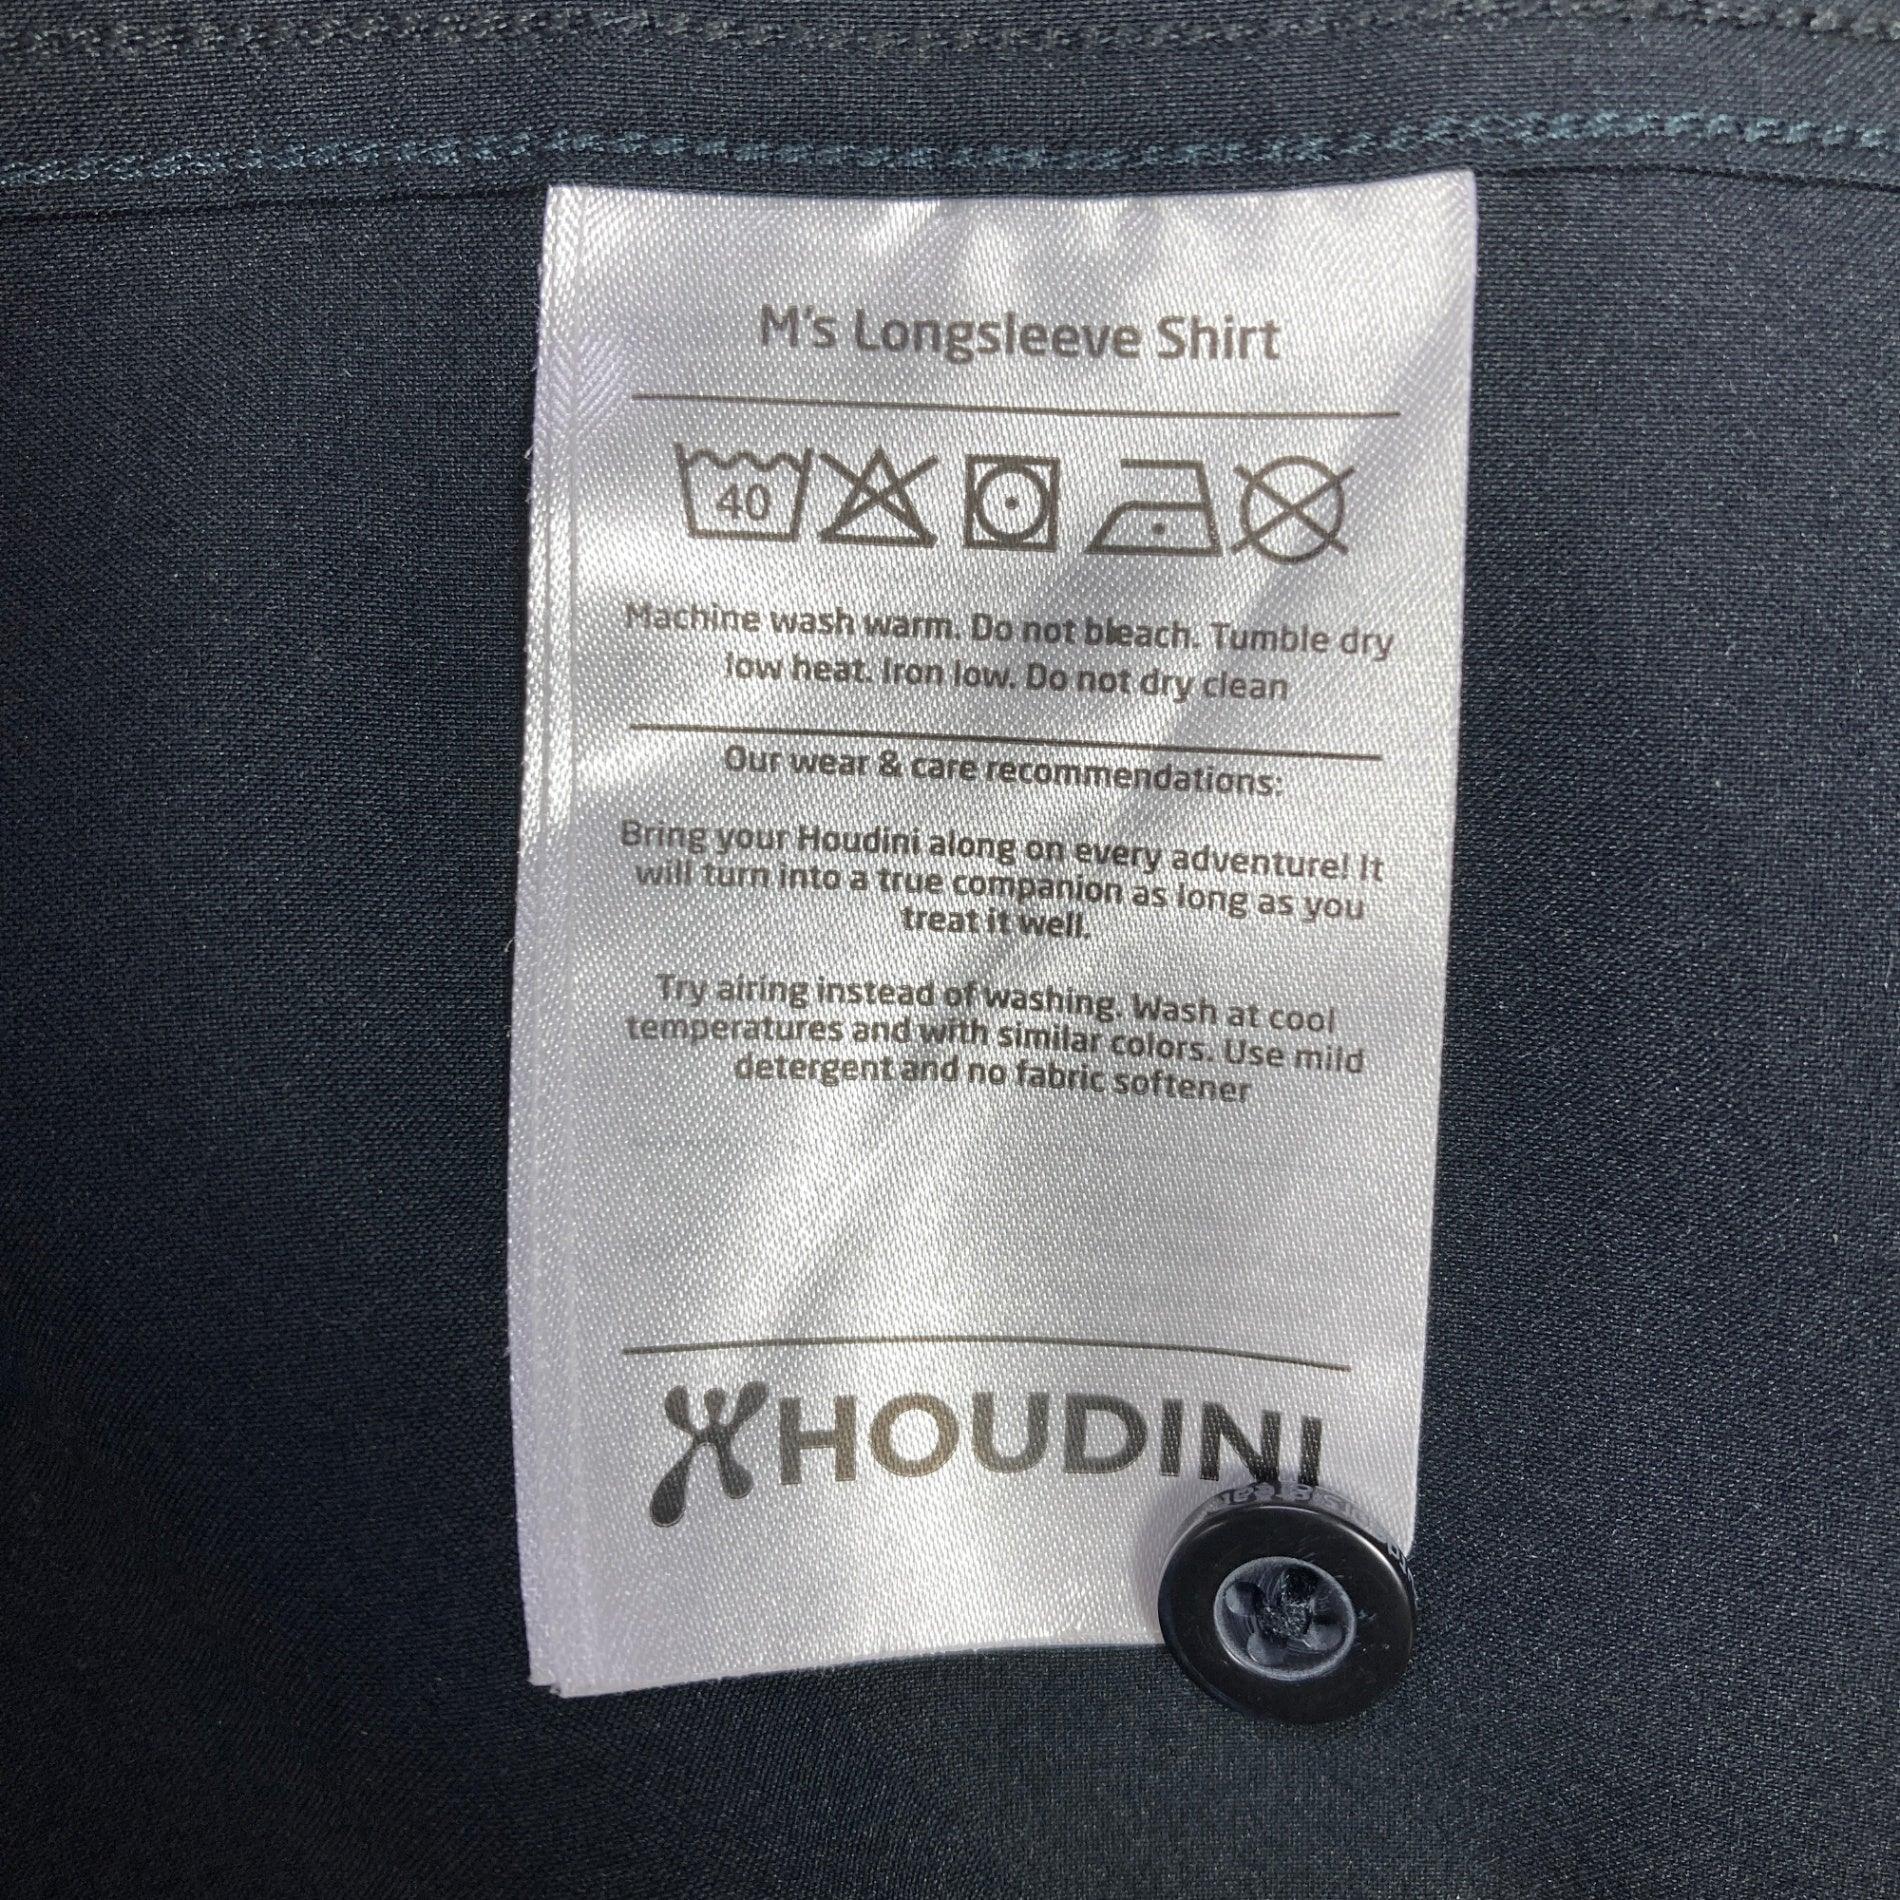 M's Longsleeve Shirt
40
Machine wash warm. Do not bleach. Tumble dry
low heat. Iron low. Do not dry clean
Our wear & care recommendations:
Bring your Houdini along on every adventure! It
will turn into a true companion as long as you
treat it well.
Try airing instead of washing. Wash at cool
temperatures and with similar colors. Use mild
detergent and no fabric softener
HOUDINI